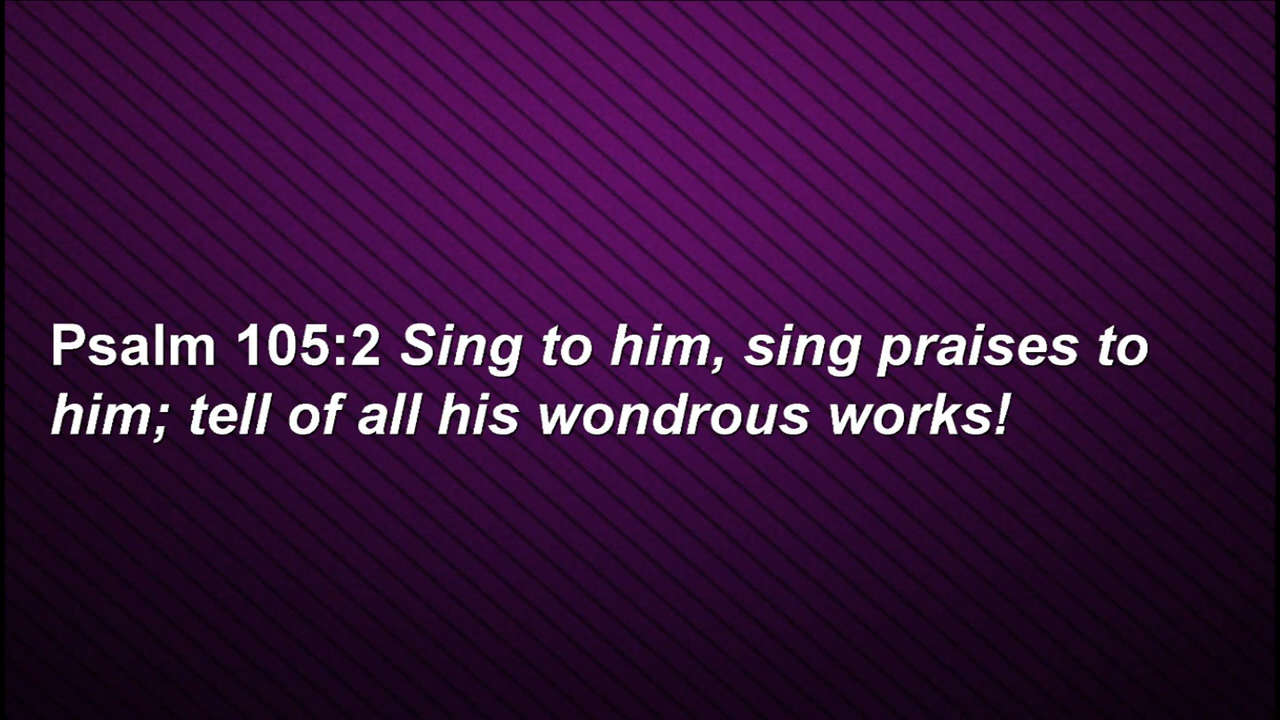 Psalm 105:2 Sing to him, sing praises to
him; tell of all his wondrous works!